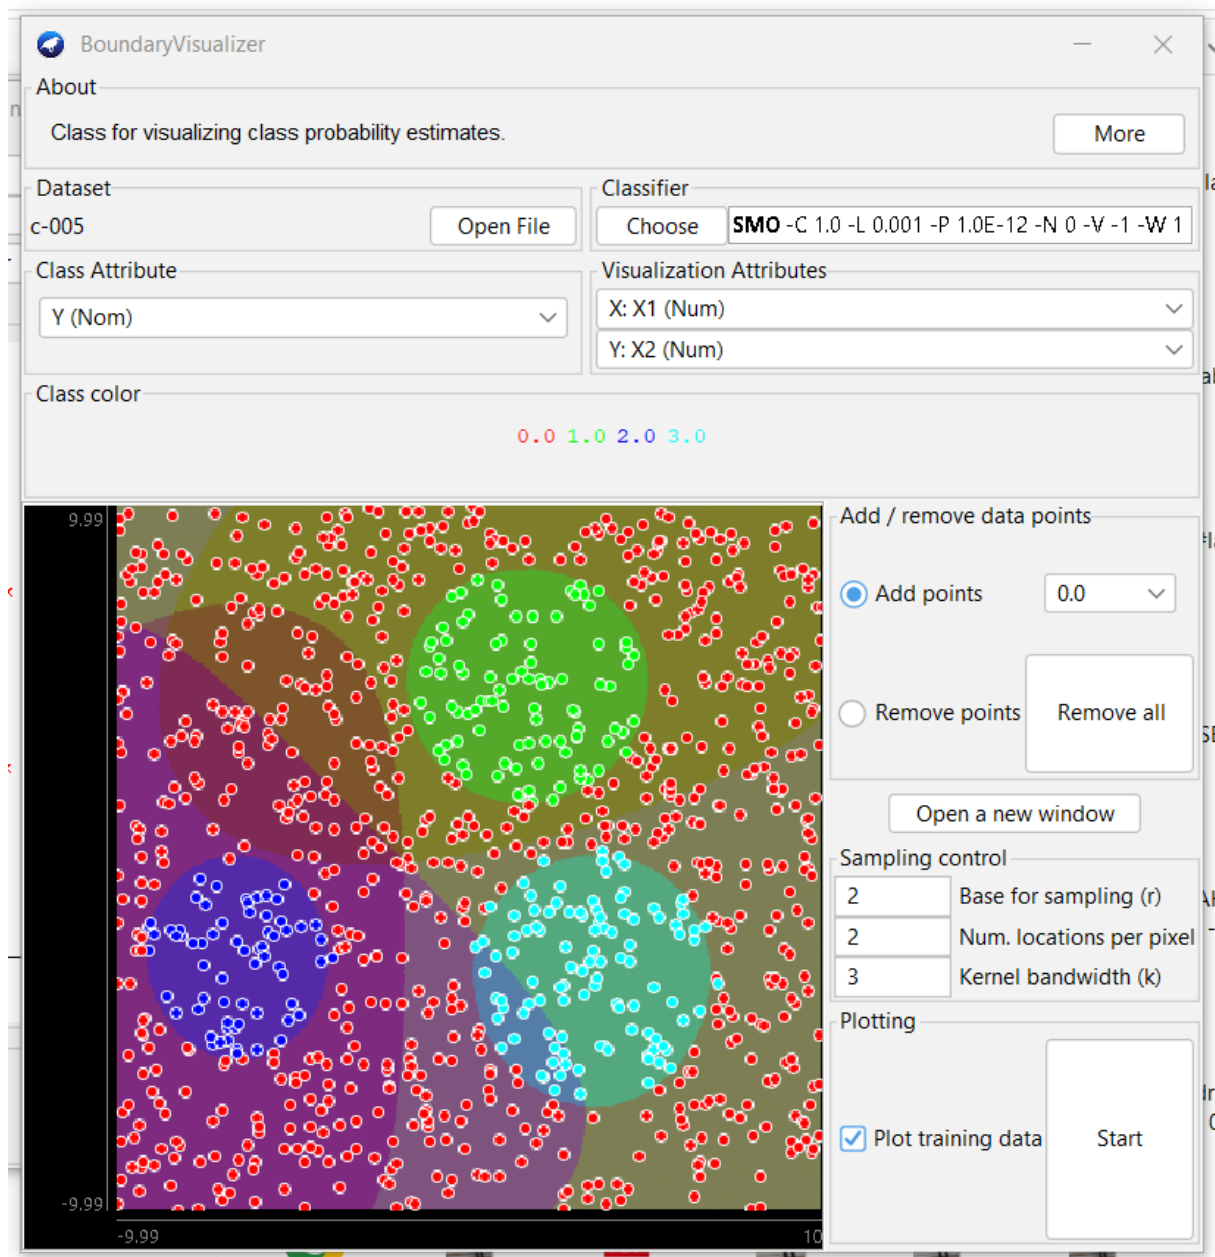 BoundaryVisualizer
About
Class for visualizing class probability estimates.
More
Dataset
c-005
Open File
Classifier
Choose
SMO -C 1.0 -L 0.001 -P 1.0E-12 -N 0 -V -1 -W 1
Class Attribute
Y (Nom)
Visualization Attributes
X: X1 (Num)
Y: X2 (Num)
Class color
0.0 1.0 2.0 3.0
9.99
-9.99
-9.99
10
Add / remove data points
Add points
0.0
Remove points
Remove all
Open a new window
Sampling control
2 Base for sampling (r)
2 Num. locations per pixel
3 Kernel bandwidth (k)
Plotting
Plot training data
Start